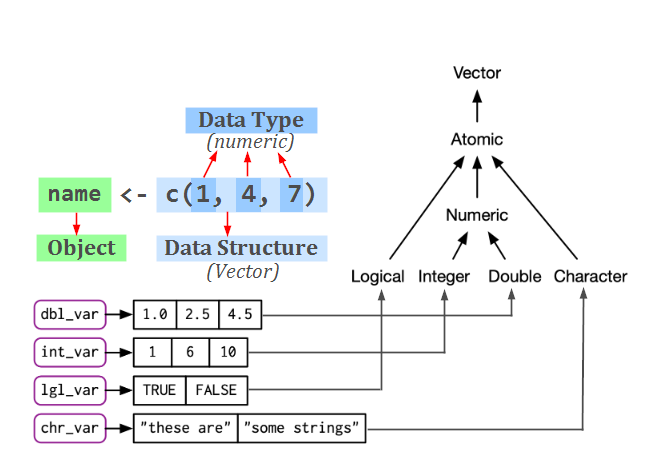 Vector
Data Type
(numeric)
Atomic
name <- c(1, 4, 7)
Numeric
Object
Data Structure
(Vector)
Logical Integer Double Character
dbl_var 1.0 2.5 4.5
int_var 1 6 10
lgl_var TRUE FALSE
chr_var "these are" "some strings"